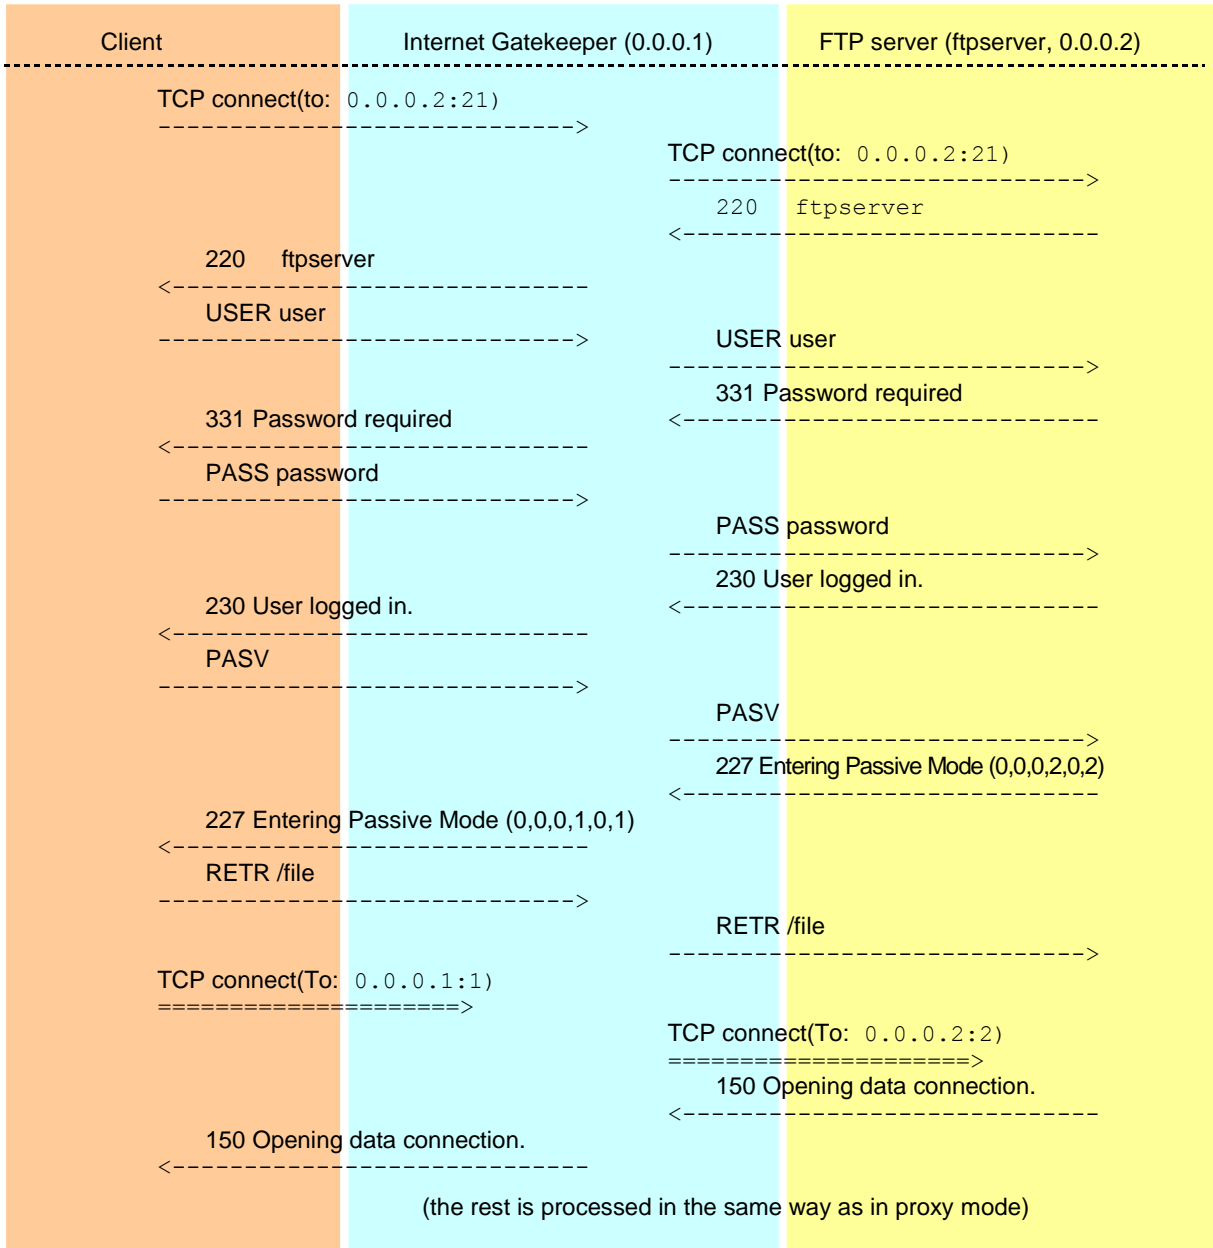 Client Internet Gatekeeper (0.0.0.1) FTP server (ftpserver, 0.0.0.2)
TCP connect(to: 0.0.0.2:21)
----------------------------->
TCP connect(to: 0.0.0.2:21)
----------------------------->
220 ftpserver
<-----------------------------
220 ftpserver
<-----------------------------
USER user
----------------------------->
USER user
----------------------------->
331 Password required
<-----------------------------
331 Password required
<-----------------------------
PASS password
----------------------------->
PASS password
----------------------------->
230 User logged in.
<-----------------------------
230 User logged in.
<-----------------------------
PASV
----------------------------->
PASV
----------------------------->
227 Entering Passive Mode (0,0,0,2,0,2)
<-----------------------------
227 Entering Passive Mode (0,0,0,1,0,1)
<-----------------------------
RETR /file
----------------------------->
RETR /file
----------------------------->
TCP connect(To: 0.0.0.1:1)
=====================>
TCP connect(To: 0.0.0.2:2)
=====================>
150 Opening data connection.
<-----------------------------
150 Opening data connection.
<-----------------------------
(the rest is processed in the same way as in proxy mode)